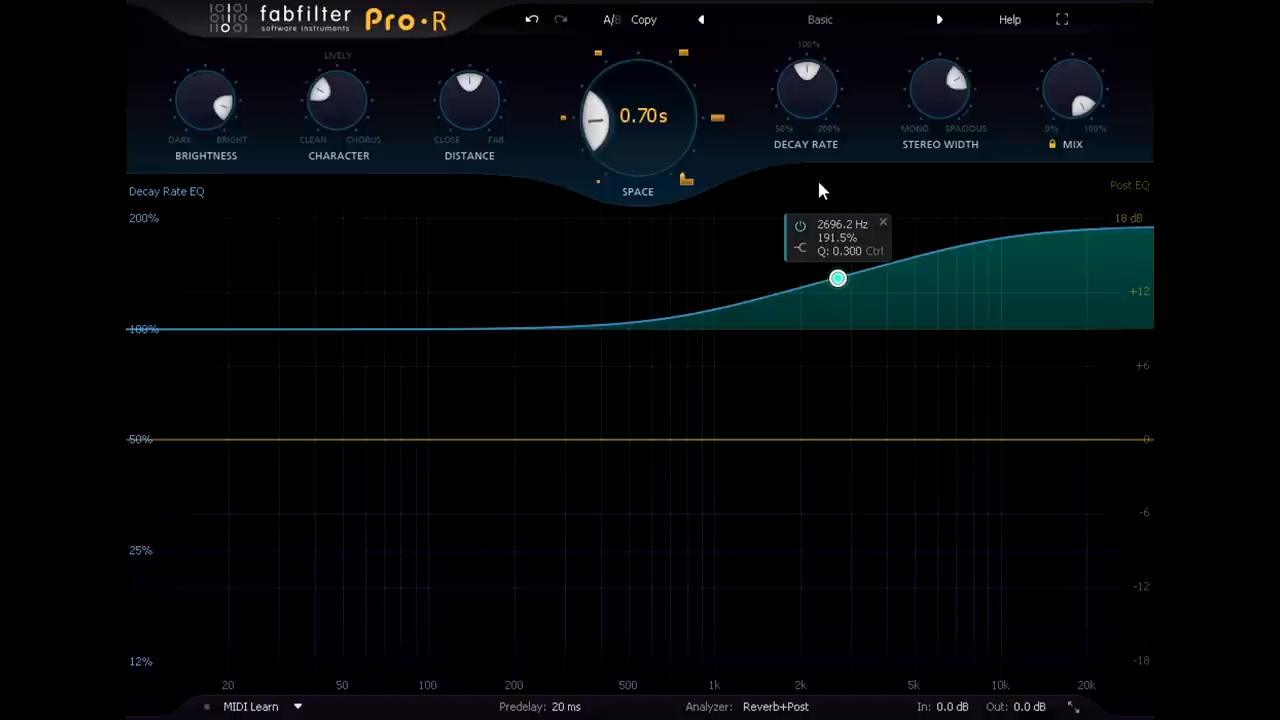 fabfilter
software instruments
Pro·R
A/B Copy
Basic
Help
DARK BRIGHT
BRIGHTNESS
LIVELY
CLEAN CHORUS
CHARACTER
CLOSE FAR
DISTANCE
0.70s
SPACE
100%
50% 200%
DECAY RATE
MONO SPACIOUS
STEREO WIDTH
0% 100%
MIX
Decay Rate EQ
Post EQ
200%
18 dB
2696.2 Hz
191.5%
Q: 0.300 Ctrl
+12
100%
+6
50%
0
-6
25%
-12
12%
-18
20 50 100 200 500 1k 2k 5k 10k 20k
MIDI Learn
Predelay: 20 ms
Analyzer: Reverb+Post
In: 0.0 dB
Out: 0.0 dB